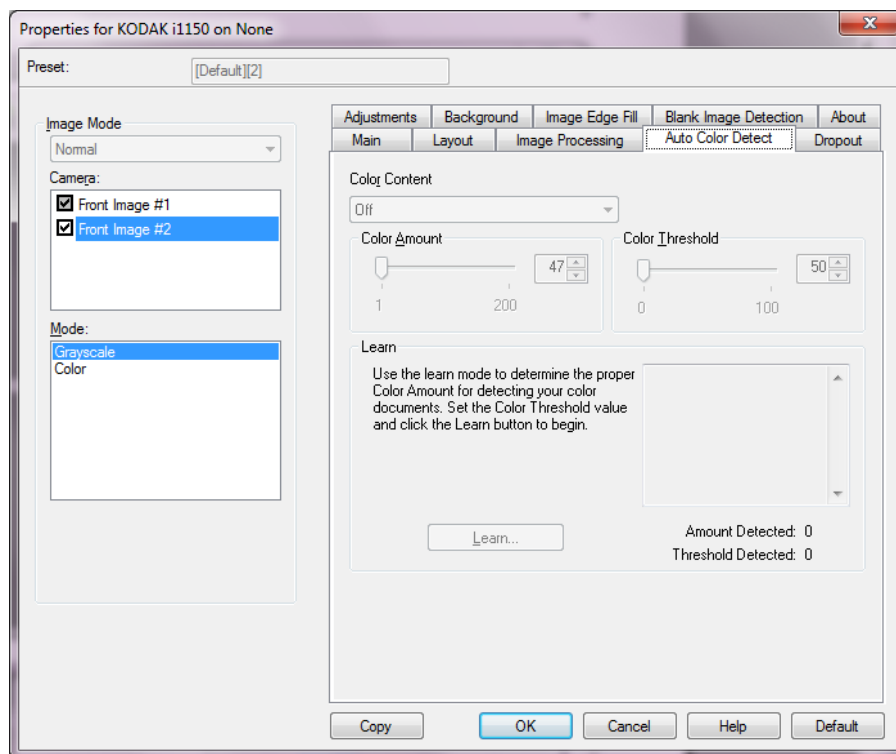 Properties for KODAK i1150 on None
Preset:
[Default][2]
Image Mode
Normal
Camera:
Front Image #1
Front Image #2
Mode:
Grayscale
Color
Adjustments
Background
Image Edge Fill
Blank Image Detection
About
Main
Layout
Image Processing
Auto Color Detect
Dropout
Color Content
Off
Color Amount
47
1
200
Color Threshold
50
0
100
Learn
Use the learn mode to determine the proper
Color Amount for detecting your color
documents. Set the Color Threshold value
and click the Learn button to begin.
Learn...
Amount Detected: 0
Threshold Detected: 0
Copy
OK
Cancel
Help
Default